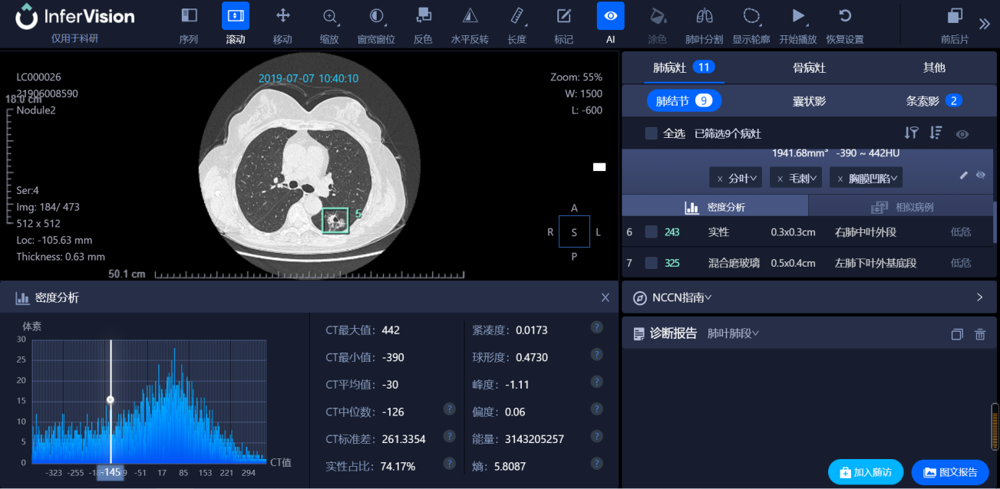 InferVision
仅用于科研
序列
滚动
移动
缩放
窗宽窗位
反色
水平反转
长度
标记
AI
涂色
肺叶分割
显示轮廓
开始播放
恢复设置
前后片
LC000026
21906008590
18.0 cm
Nodule2
2019-07-07 10:40:10
Zoom: 55%
W: 1500
L: -600
Ser:4
Img: 184/ 473
512 x 512
Loc: -105.63 mm
Thickness: 0.63 mm
50.1 cm
5
A
R S L
P
肺病灶 11 骨病灶 其他
肺结节 9 囊状影 条索影 2
全选 已筛选9个病灶
1941.68mm³ -390 ~ 442HU
× 分叶 × 毛刺 × 胸膜凹陷
密度分析 相似病例
6 243 实性 0.3x0.3cm 右肺中叶外段 低危
7 325 混合磨玻璃 0.5x0.4cm 左肺下叶外基底段 低危
NCCN指南
诊断报告 肺叶肺段
加入随访 图文报告
密度分析 X
体素
30
25
20
15
10
5
0
-323 -255 -145 -51 17 85 153 221 294
CT值
CT最大值: 442
CT最小值: -390
CT平均值: -30
CT中位数: -126 ?
CT标准差: 261.3354 ?
实性占比: 74.17% ?
紧凑度: 0.0173 ?
球形度: 0.4730 ?
峰度: -1.11 ?
偏度: 0.06 ?
能量: 3143205257 ?
熵: 5.8087 ?